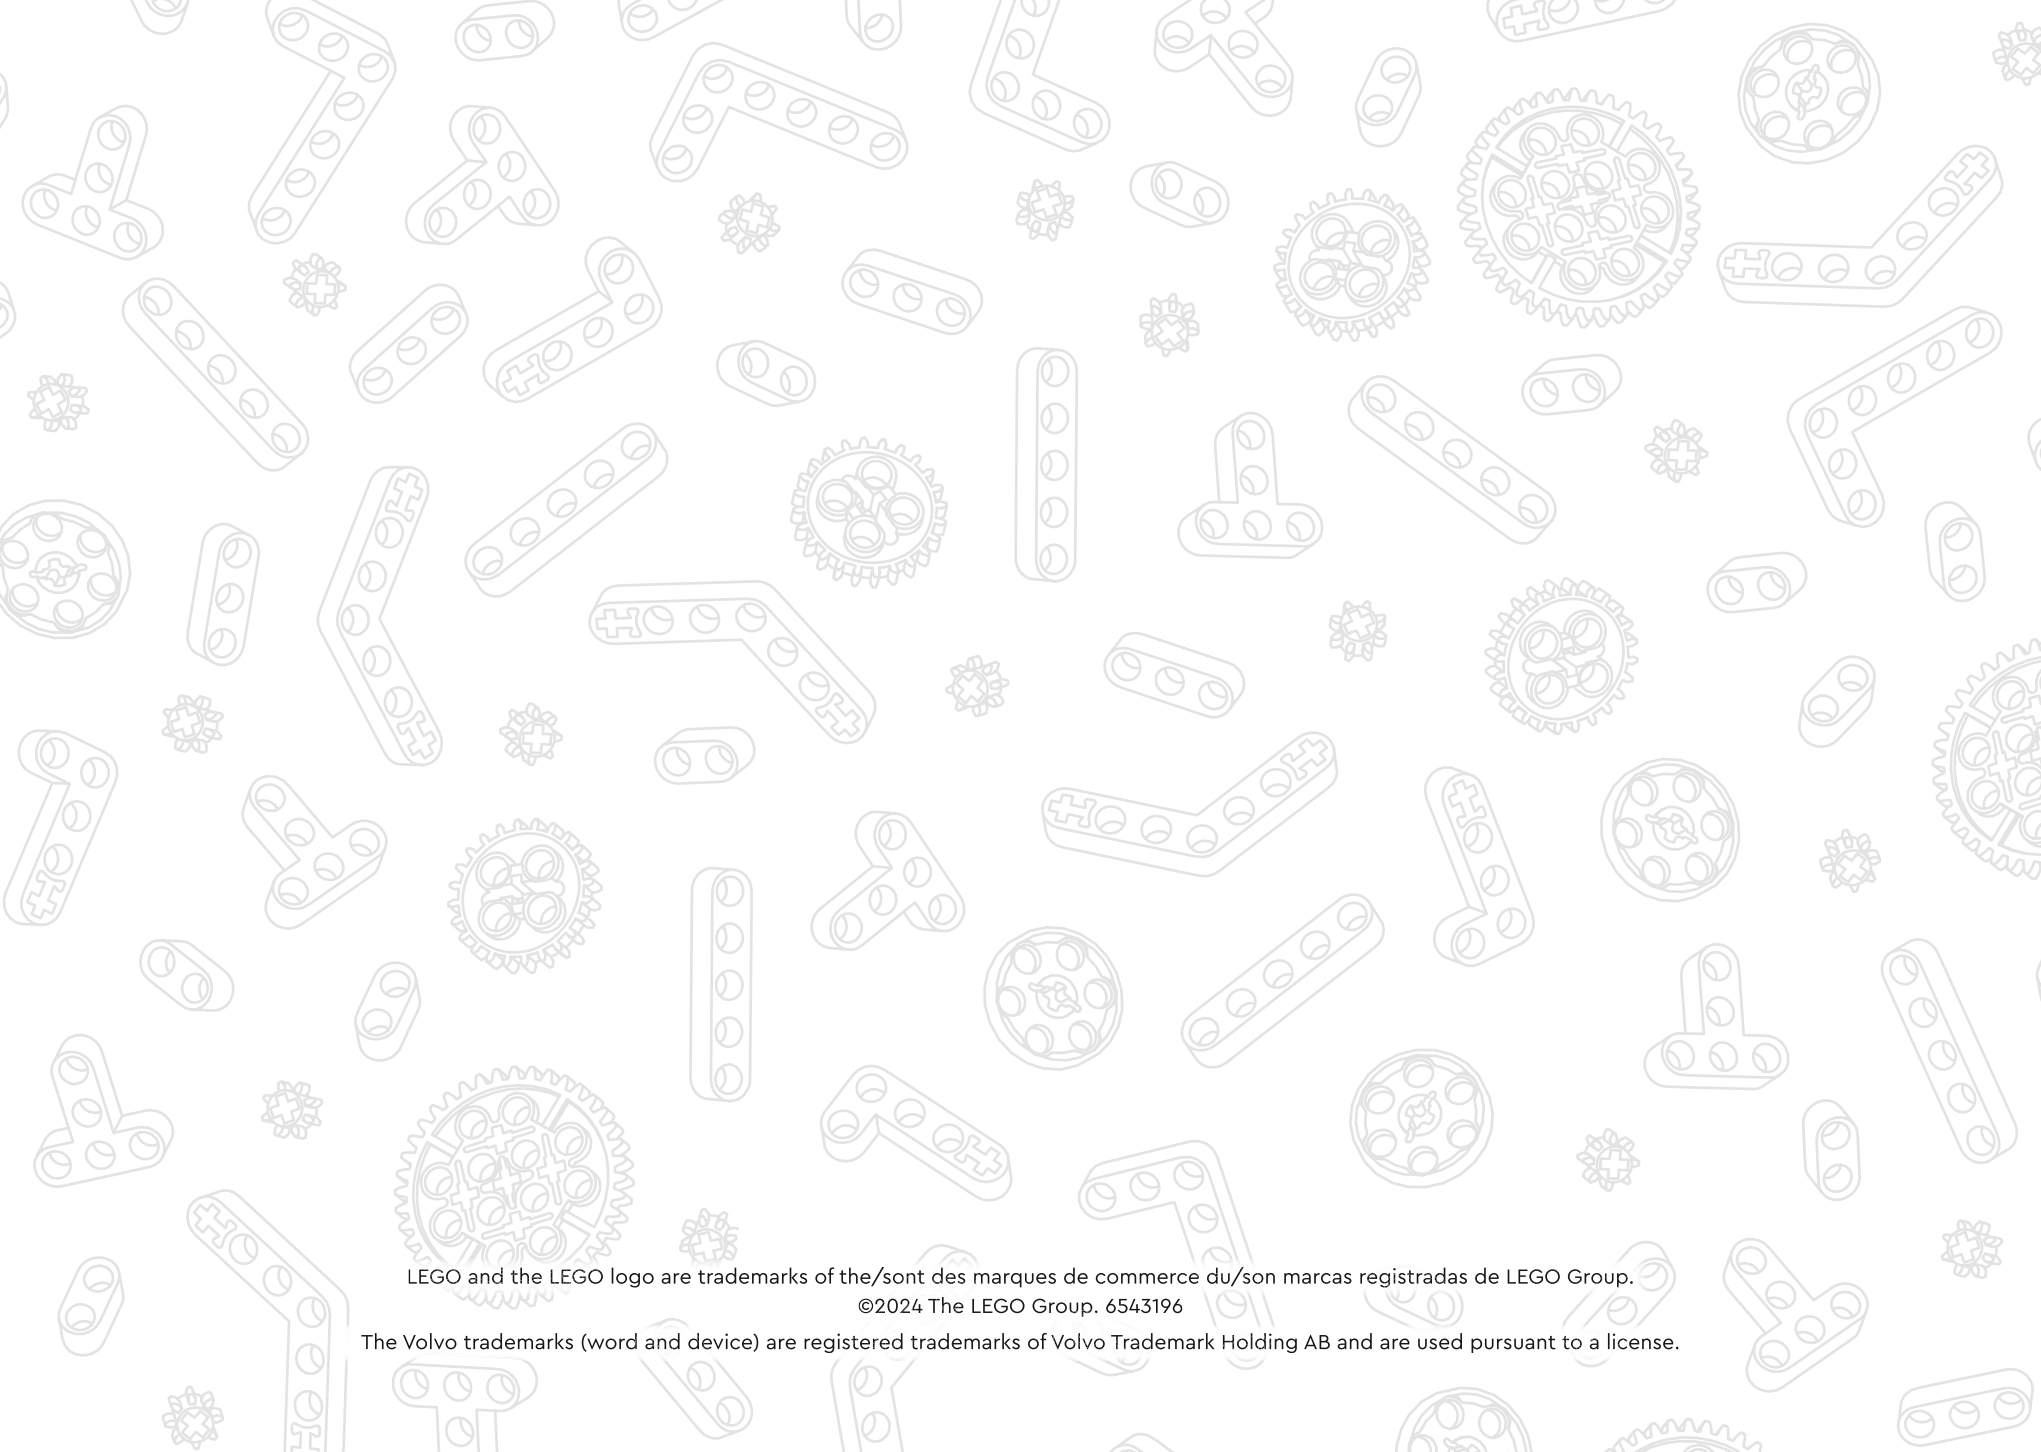 LEGO and the LEGO logo are trademarks of the/sont des marques de commerce du/son marcas registradas de LEGO Group.
©2024 The LEGO Group. 6543196
The Volvo trademarks (word and device) are registered trademarks of Volvo Trademark Holding AB and are used pursuant to a license.